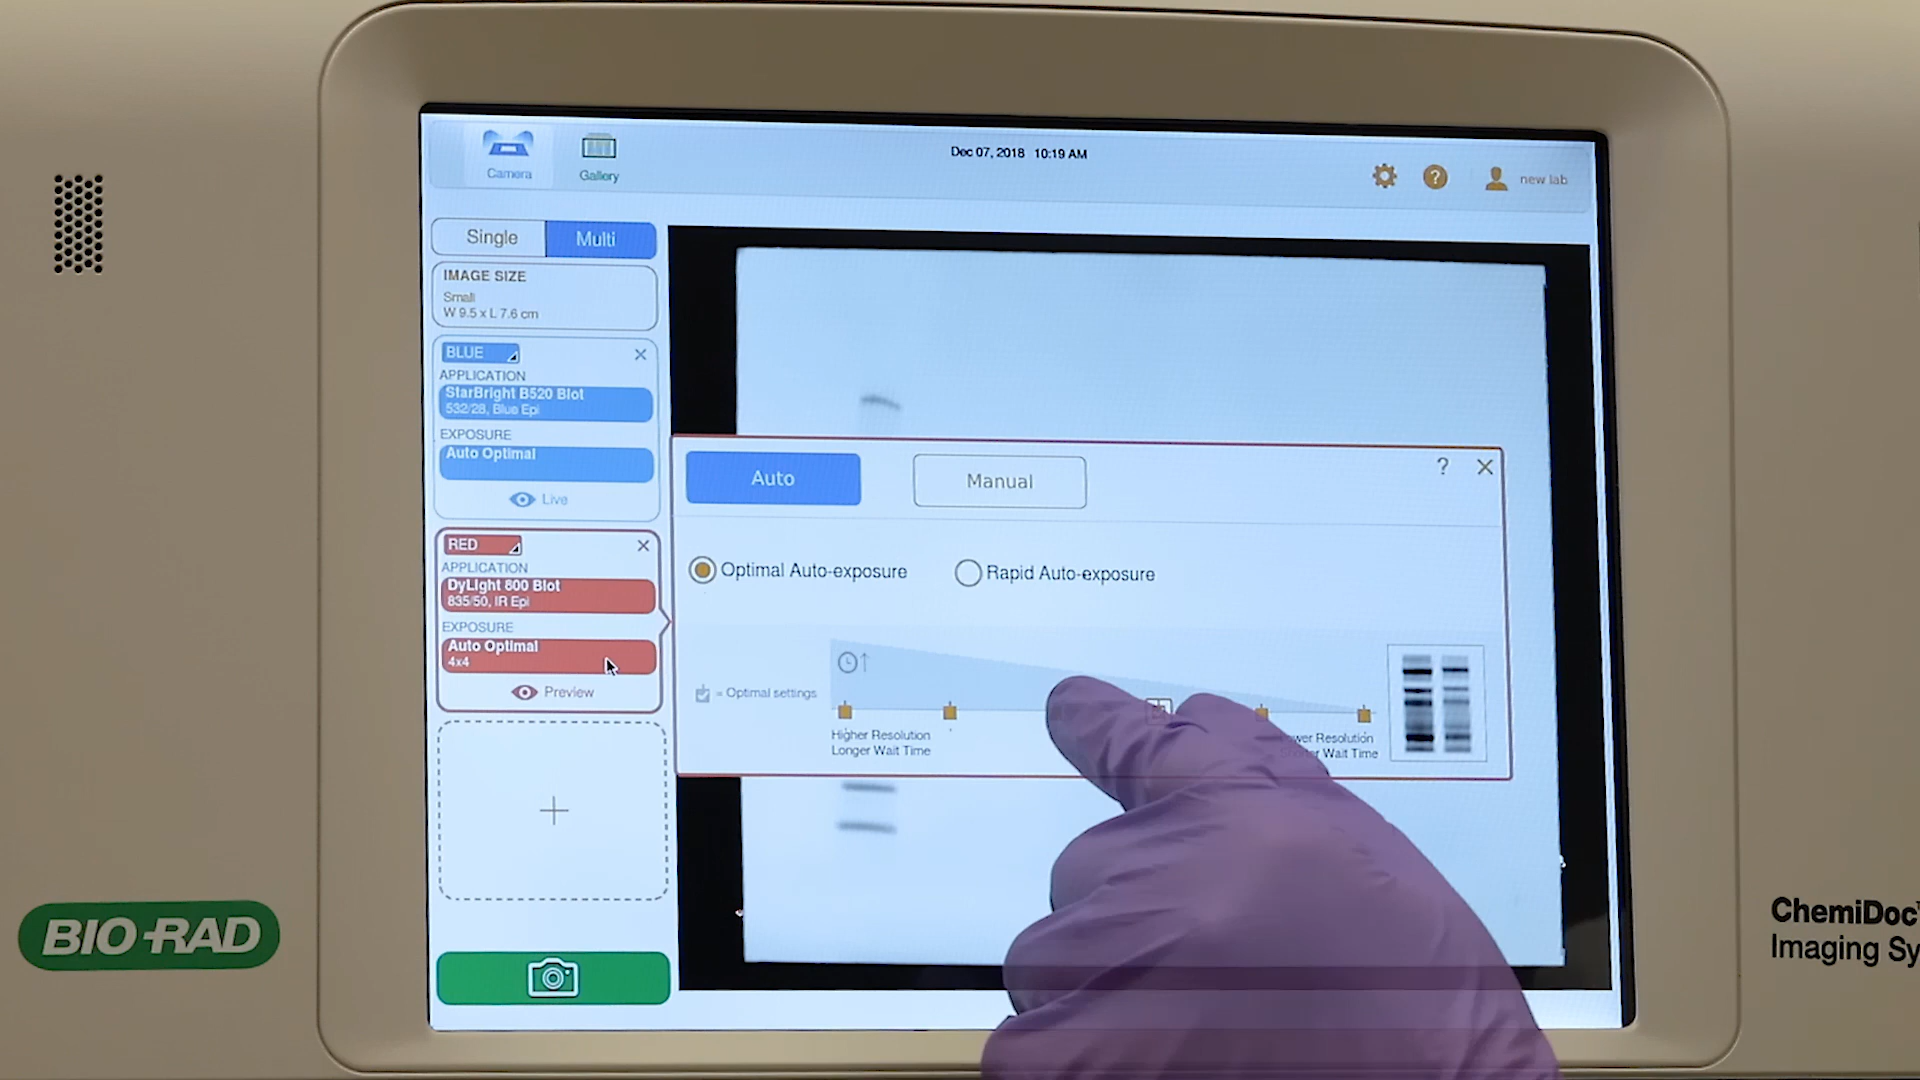 Dec 07, 2018 10:19 AM
Camera
Gallery
new lab
Single
Multi
IMAGE SIZE
Small
W 9.5 x L 7.6 cm
BLUE
APPLICATION
StarBright B520 Blot
532/28, Blue Epi
EXPOSURE
Auto Optimal
Live
RED
APPLICATION
DyLight 800 Blot
835/50, IR Epi
EXPOSURE
Auto Optimal
4x4
Preview
Auto
Manual
?
Optimal Auto-exposure
Rapid Auto-exposure
= Optimal settings
Higher Resolution
Longer Wait Time
Resolution
Wait Time
BIO-RAD
ChemiDoc
Imaging Sy